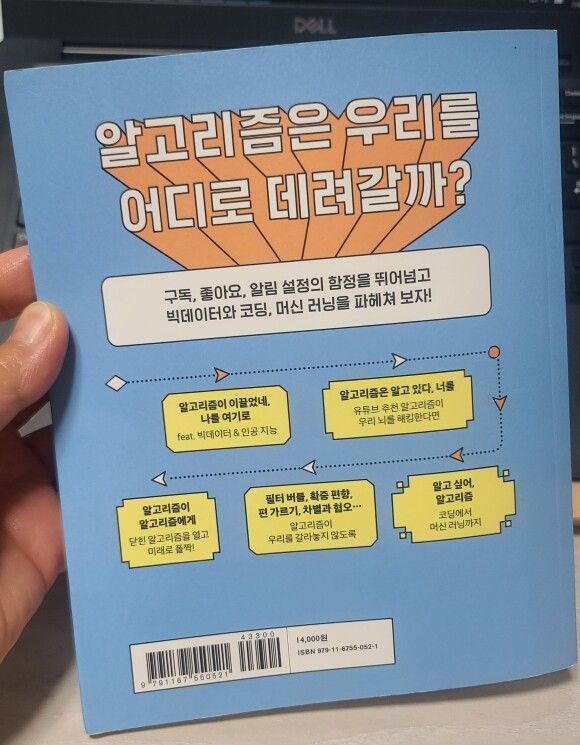 DELL
알고리즘은 우리를
어디로 데려갈까?
구독, 좋아요, 알림 설정의 함정을 뛰어넘고
빅데이터와 코딩, 머신 러닝을 파헤쳐 보자!
알고리즘이 이끌었네,
나를 여기로
feat. 빅데이터 & 인공 지능
알고리즘은 알고 있다, 너를
유튜브 추천 알고리즘이
우리 뇌를 해킹한다면
알고 싶어,
알고리즘
코딩에서
머신 러닝까지
필터 버블, 확증 편향,
편 가르기, 차별과 혐오…
알고리즘이
우리를 갈라놓지 않도록
알고리즘이
알고리즘에게
닫힌 알고리즘을 열고
미래로 폴짝!
43300
9 791167 550521
14,000원
ISBN 979-11-6755-052-1